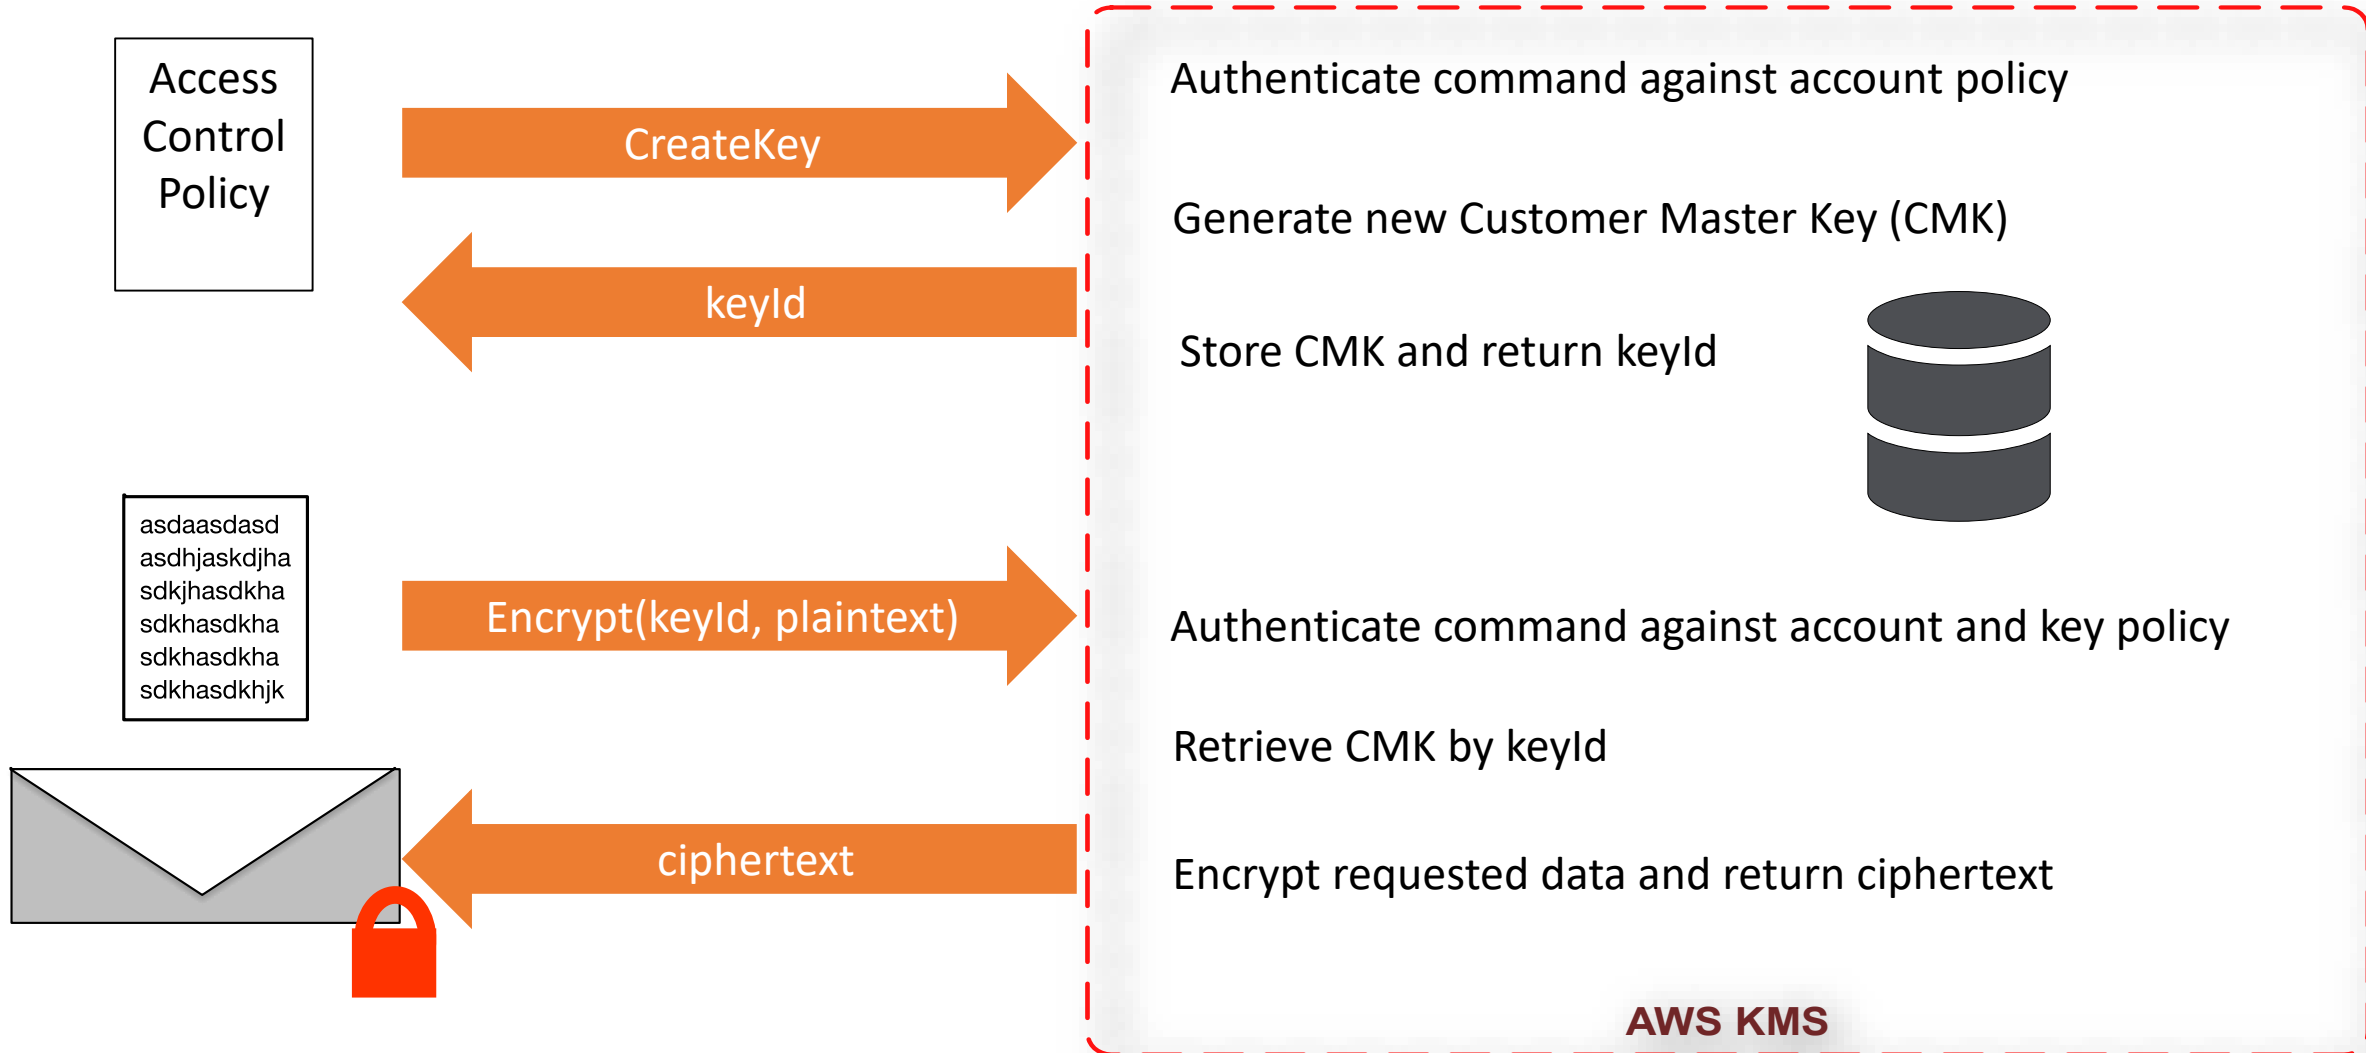 Access
Control
Policy
CreateKey
keyId
Authenticate command against account policy
Generate new Customer Master Key (CMK)
Store CMK and return keyId
asdaasdasd
asdhjaskdjha
sdkjhasdkha
sdkhasdkha
sdkhasdkha
sdkhasdkhjk
Encrypt(keyId, plaintext)
ciphertext
Authenticate command against account and key policy
Retrieve CMK by keyId
Encrypt requested data and return ciphertext
AWS KMS